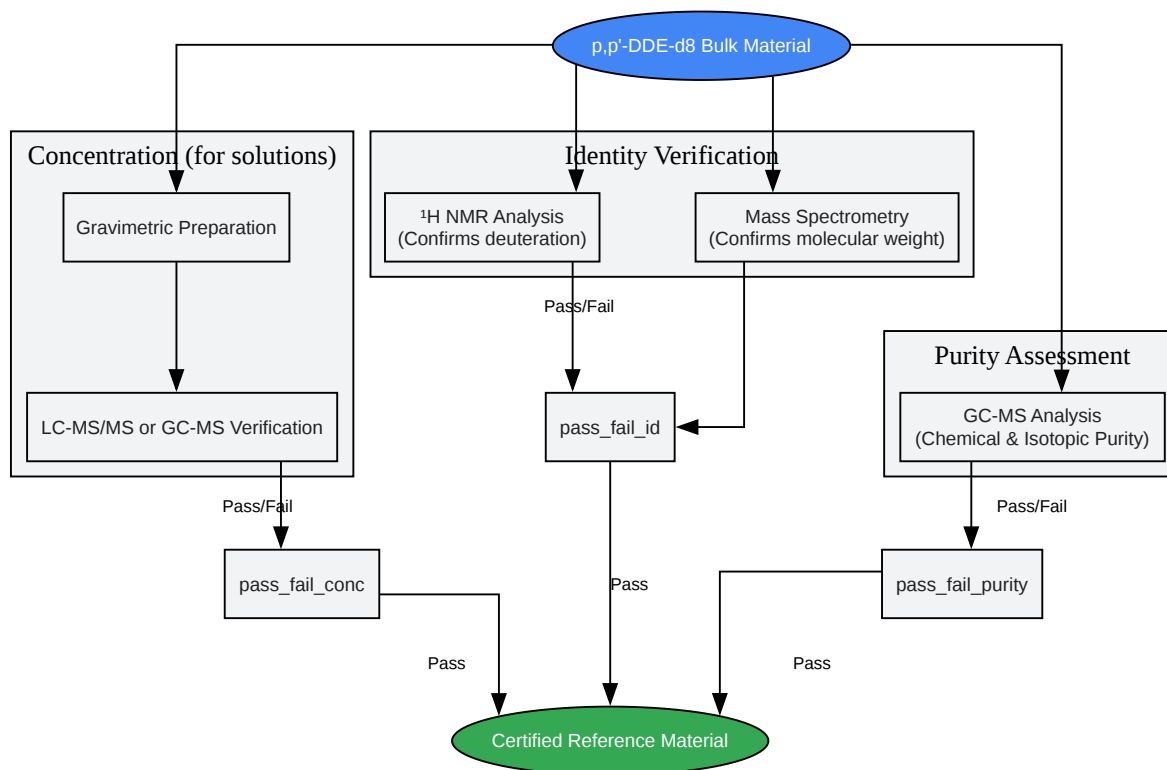 p,p'-DDE-d8 Bulk Material
Concentration (for solutions)
Identity Verification
Gravimetric Preparation
¹H NMR Analysis
(Confirms deuteration)
Mass Spectrometry
(Confirms molecular weight)
Pass/Fail
Purity Assessment
LC-MS/MS or GC-MS Verification
pass_fail_id
GC-MS Analysis
(Chemical & Isotopic Purity)
Pass/Fail
Pass/Fail
pass_fail_conc
Pass
pass_fail_purity
Pass
Pass
Certified Reference Material